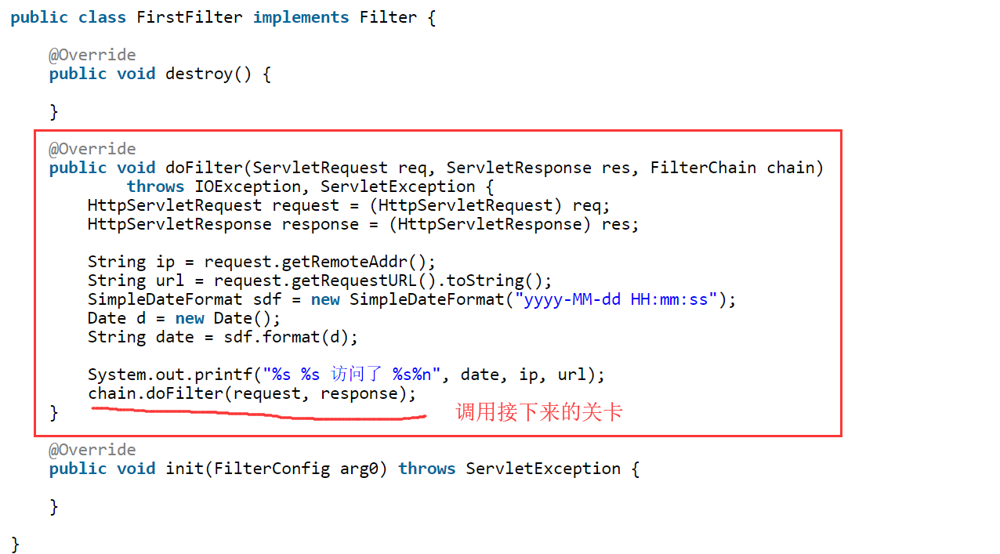 public class FirstFilter implements Filter {
@Override
public void destroy() {
}
@Override
public void doFilter(ServletRequest req, ServletResponse res, FilterChain chain)
throws IOException, ServletException {
HttpServletRequest request = (HttpServletRequest) req;
HttpServletResponse response = (HttpServletResponse) res;
String ip = request.getRemoteAddr();
String url = request.getRequestURL().toString();
SimpleDateFormat sdf = new SimpleDateFormat("yyyy-MM-dd HH:mm:ss");
Date d = new Date();
String date = sdf.format(d);
System.out.printf("%s %s 访问了 %s%n", date, ip, url);
chain.doFilter(request, response);
} 调用接下来的关卡
@Override
public void init(FilterConfig arg0) throws ServletException {
}
}